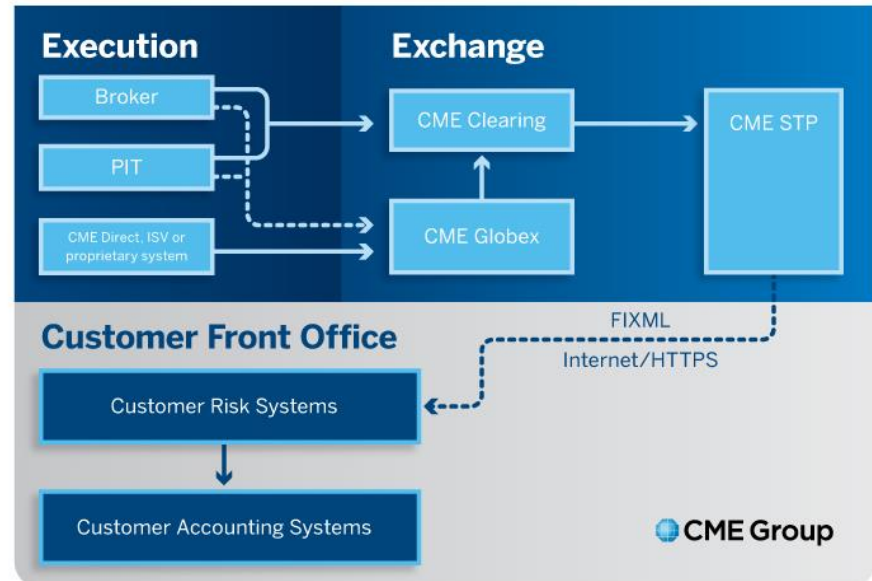 Execution
Exchange
Broker
PIT
CME Direct, ISV or
proprietary system
CME Clearing
CME Globex
CME STP
Customer Front Office
FIXML
Internet/HTTPS
Customer Risk Systems
Customer Accounting Systems
CME Group